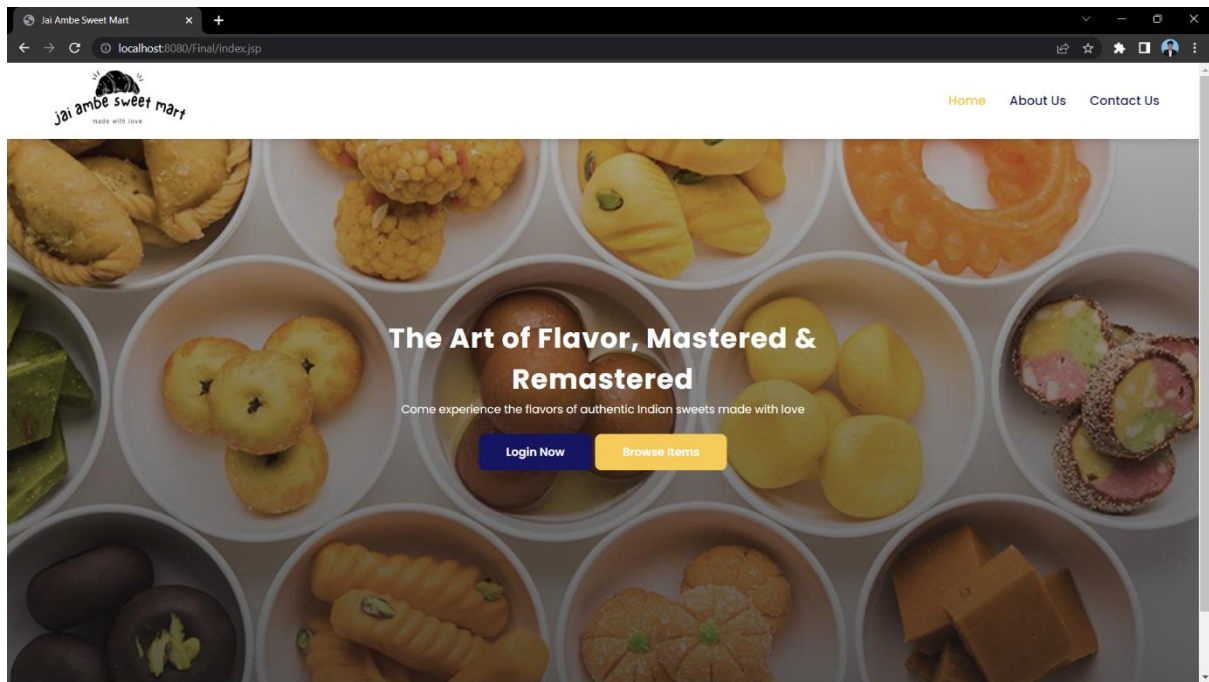 Jai Ambe Sweet Mart
localhost:8080/Final/index.jsp
jai ambe sweet mart
made with love
Home About Us Contact Us
The Art of Flavor, Mastered &
Remastered
Come experience the flavors of authentic Indian sweets made with love
Login Now Browse Items